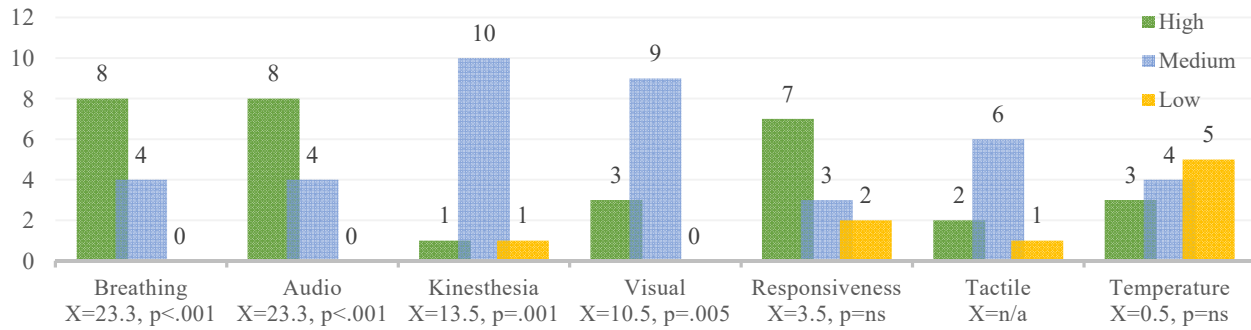 12
10
8
6
4
2
0
8
4
0
8
4
0
1
10
1
3
9
0
7
3
2
2
6
1
3
4
5
High
Medium
Low
Breathing
X=23.3, p<.001
Audio
X=23.3, p<.001
Kinesthesia
X=13.5, p=.001
Visual
X=10.5, p=.005
Responsiveness
X=3.5, p=ns
Tactile
X=n/a
Temperature
X=0.5, p=ns